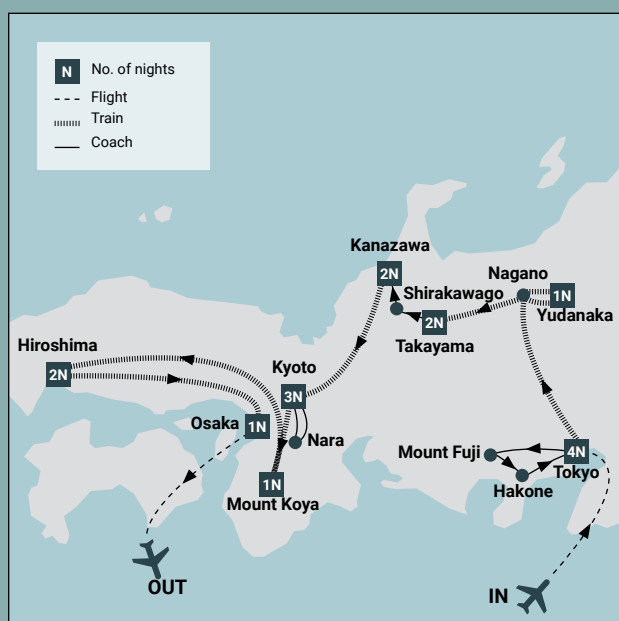 N No. of nights
Flight
Train
Coach
Kanazawa
2N
Nagano
Shirakawago
1N
Yudanaka
2N
Takayama
Hiroshima
2N
Kyoto
3N
Osaka
1N
Nara
Mount Fuji
4N
Tokyo
Hakone
1N
Mount Koya
OUT
IN